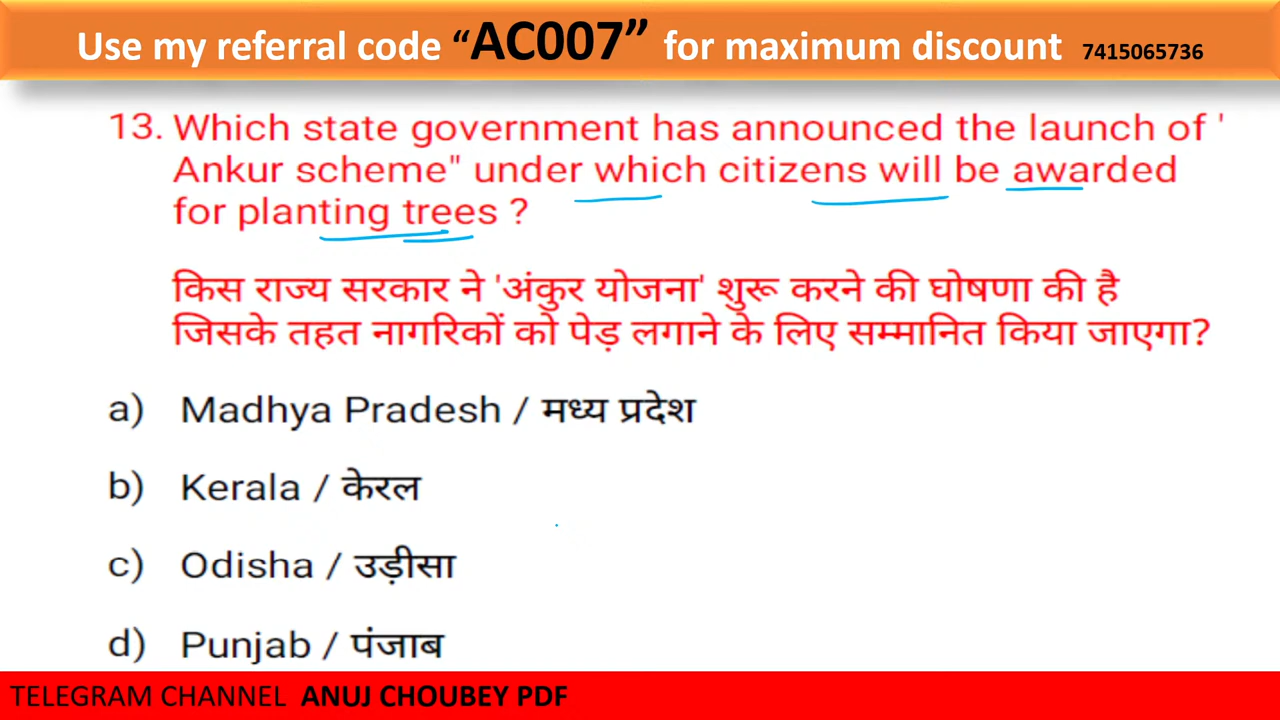 Use my referral code “AC007” for maximum discount 7415065736
13. Which state government has announced the launch of '
Ankur scheme" under which citizens will be awarded
for planting trees ?
किस राज्य सरकार ने 'अंकुर योजना' शुरू करने की घोषणा की है
जिसके तहत नागरिकों को पेड़ लगाने के लिए सम्मानित किया जाएगा?
a) Madhya Pradesh / मध्य प्रदेश
b) Kerala / केरल
c) Odisha / उड़ीसा
d) Punjab / पंजाब
TELEGRAM CHANNEL ANUJ CHOUBEY PDF